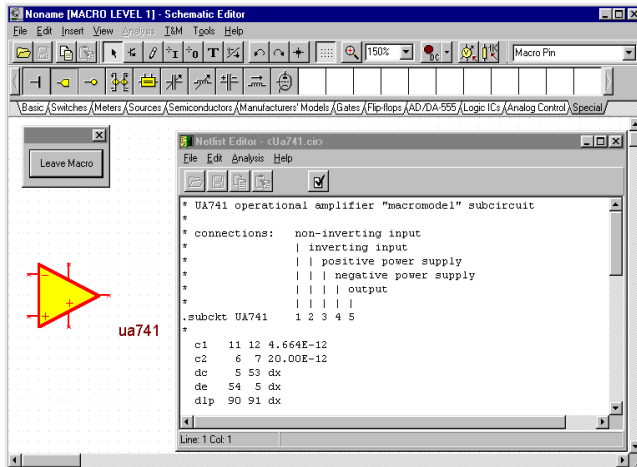 Noname [MACRO LEVEL 1] - Schematic Editor
File Edit Insert View Analysis T&M Tools Help
150%
DC
Macro Pin
Basic Switches Meters Sources Semiconductors Manufacturers' Models Gates Flip-flops AD/DA-555 Logic ICs Analog Control Special
Leave Macro
ua741
Netlist Editor - <Ua741.cir>
File Edit Analysis Help
* UA741 operational amplifier "macromodel" subcircuit
*
* connections: non-inverting input
* | inverting input
* | | positive power supply
* | | | negative power supply
* | | | | output
* | | | | |
.subckt UA741 1 2 3 4 5
*
c1 11 12 4.664E-12
c2 6 7 20.00E-12
dc 5 53 dx
de 54 5 dx
dlp 90 91 dx
Line: 1 Col: 1